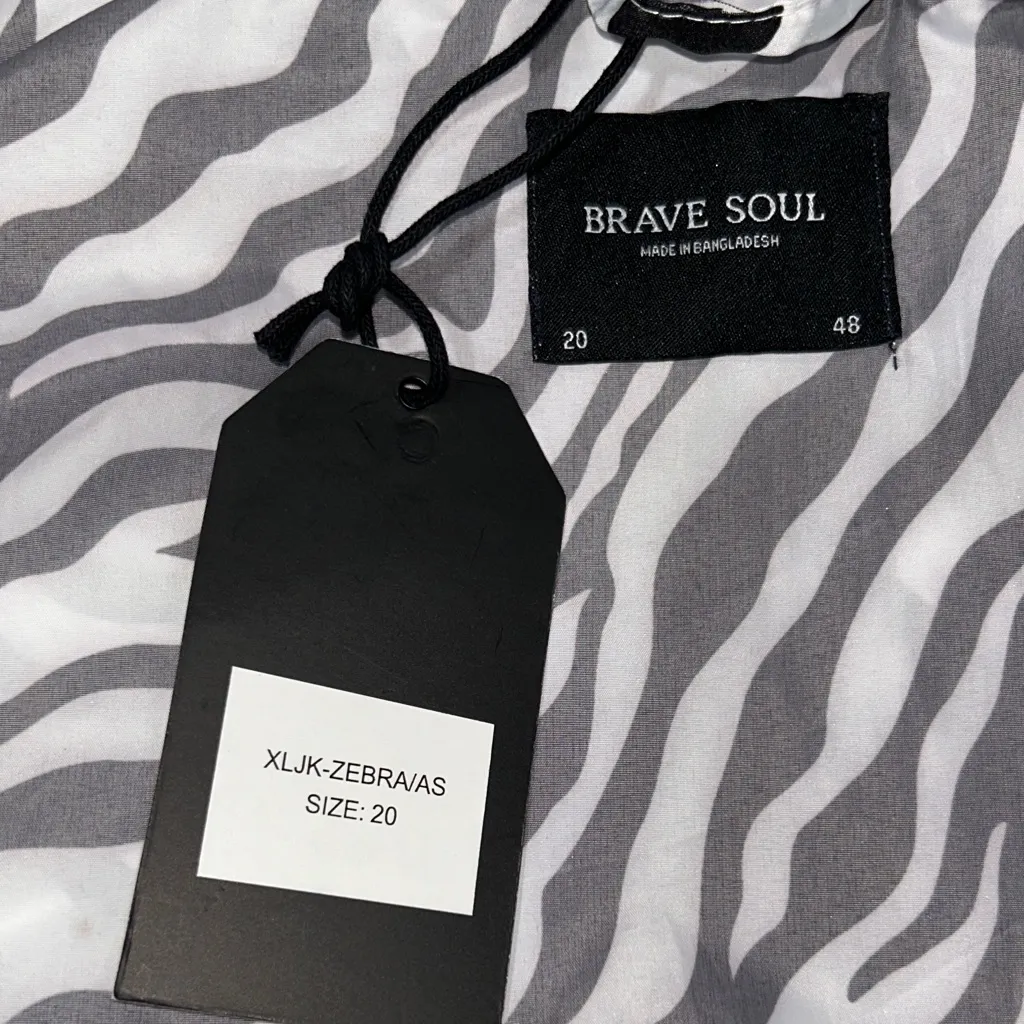 BRAVE SOUL
MADE IN BANGLADESH
20
48
XLJK-ZEBRA/AS
SIZE: 20